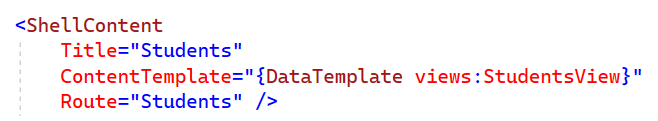 <ShellContent
Title="Students"
ContentTemplate="{DataTemplate views:StudentsView}"
Route="Students" />